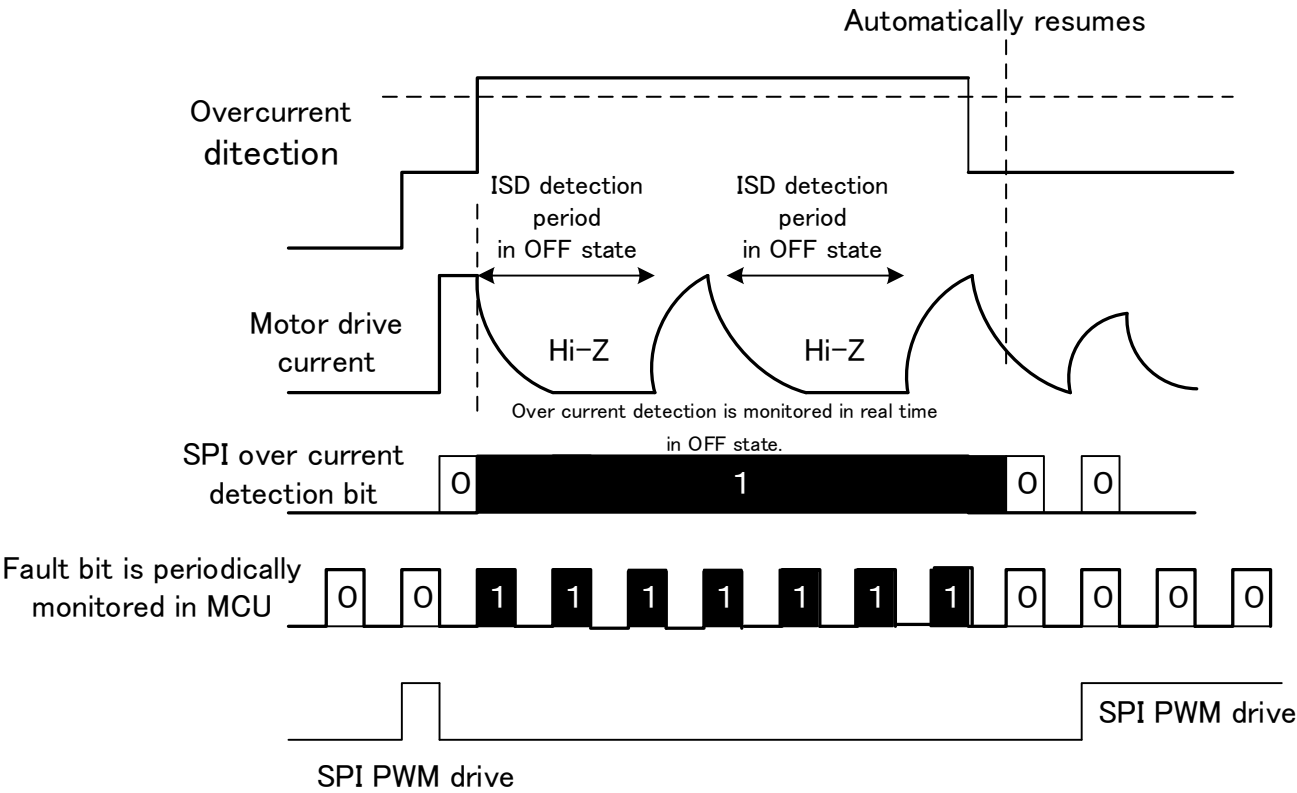 Automatically resumes
Overcurrent
ditection
ISD detection
period
in OFF state
ISD detection
period
in OFF state
Motor drive
current
Hi-Z
Hi-Z
Over current detection is monitored in real time
in OFF state.
SPI over current
detection bit
0 1 0 0
Fault bit is periodically
monitored in MCU
0 0 1 1 1 1 1 1 1 0 0 0 0
SPI PWM drive
SPI PWM drive